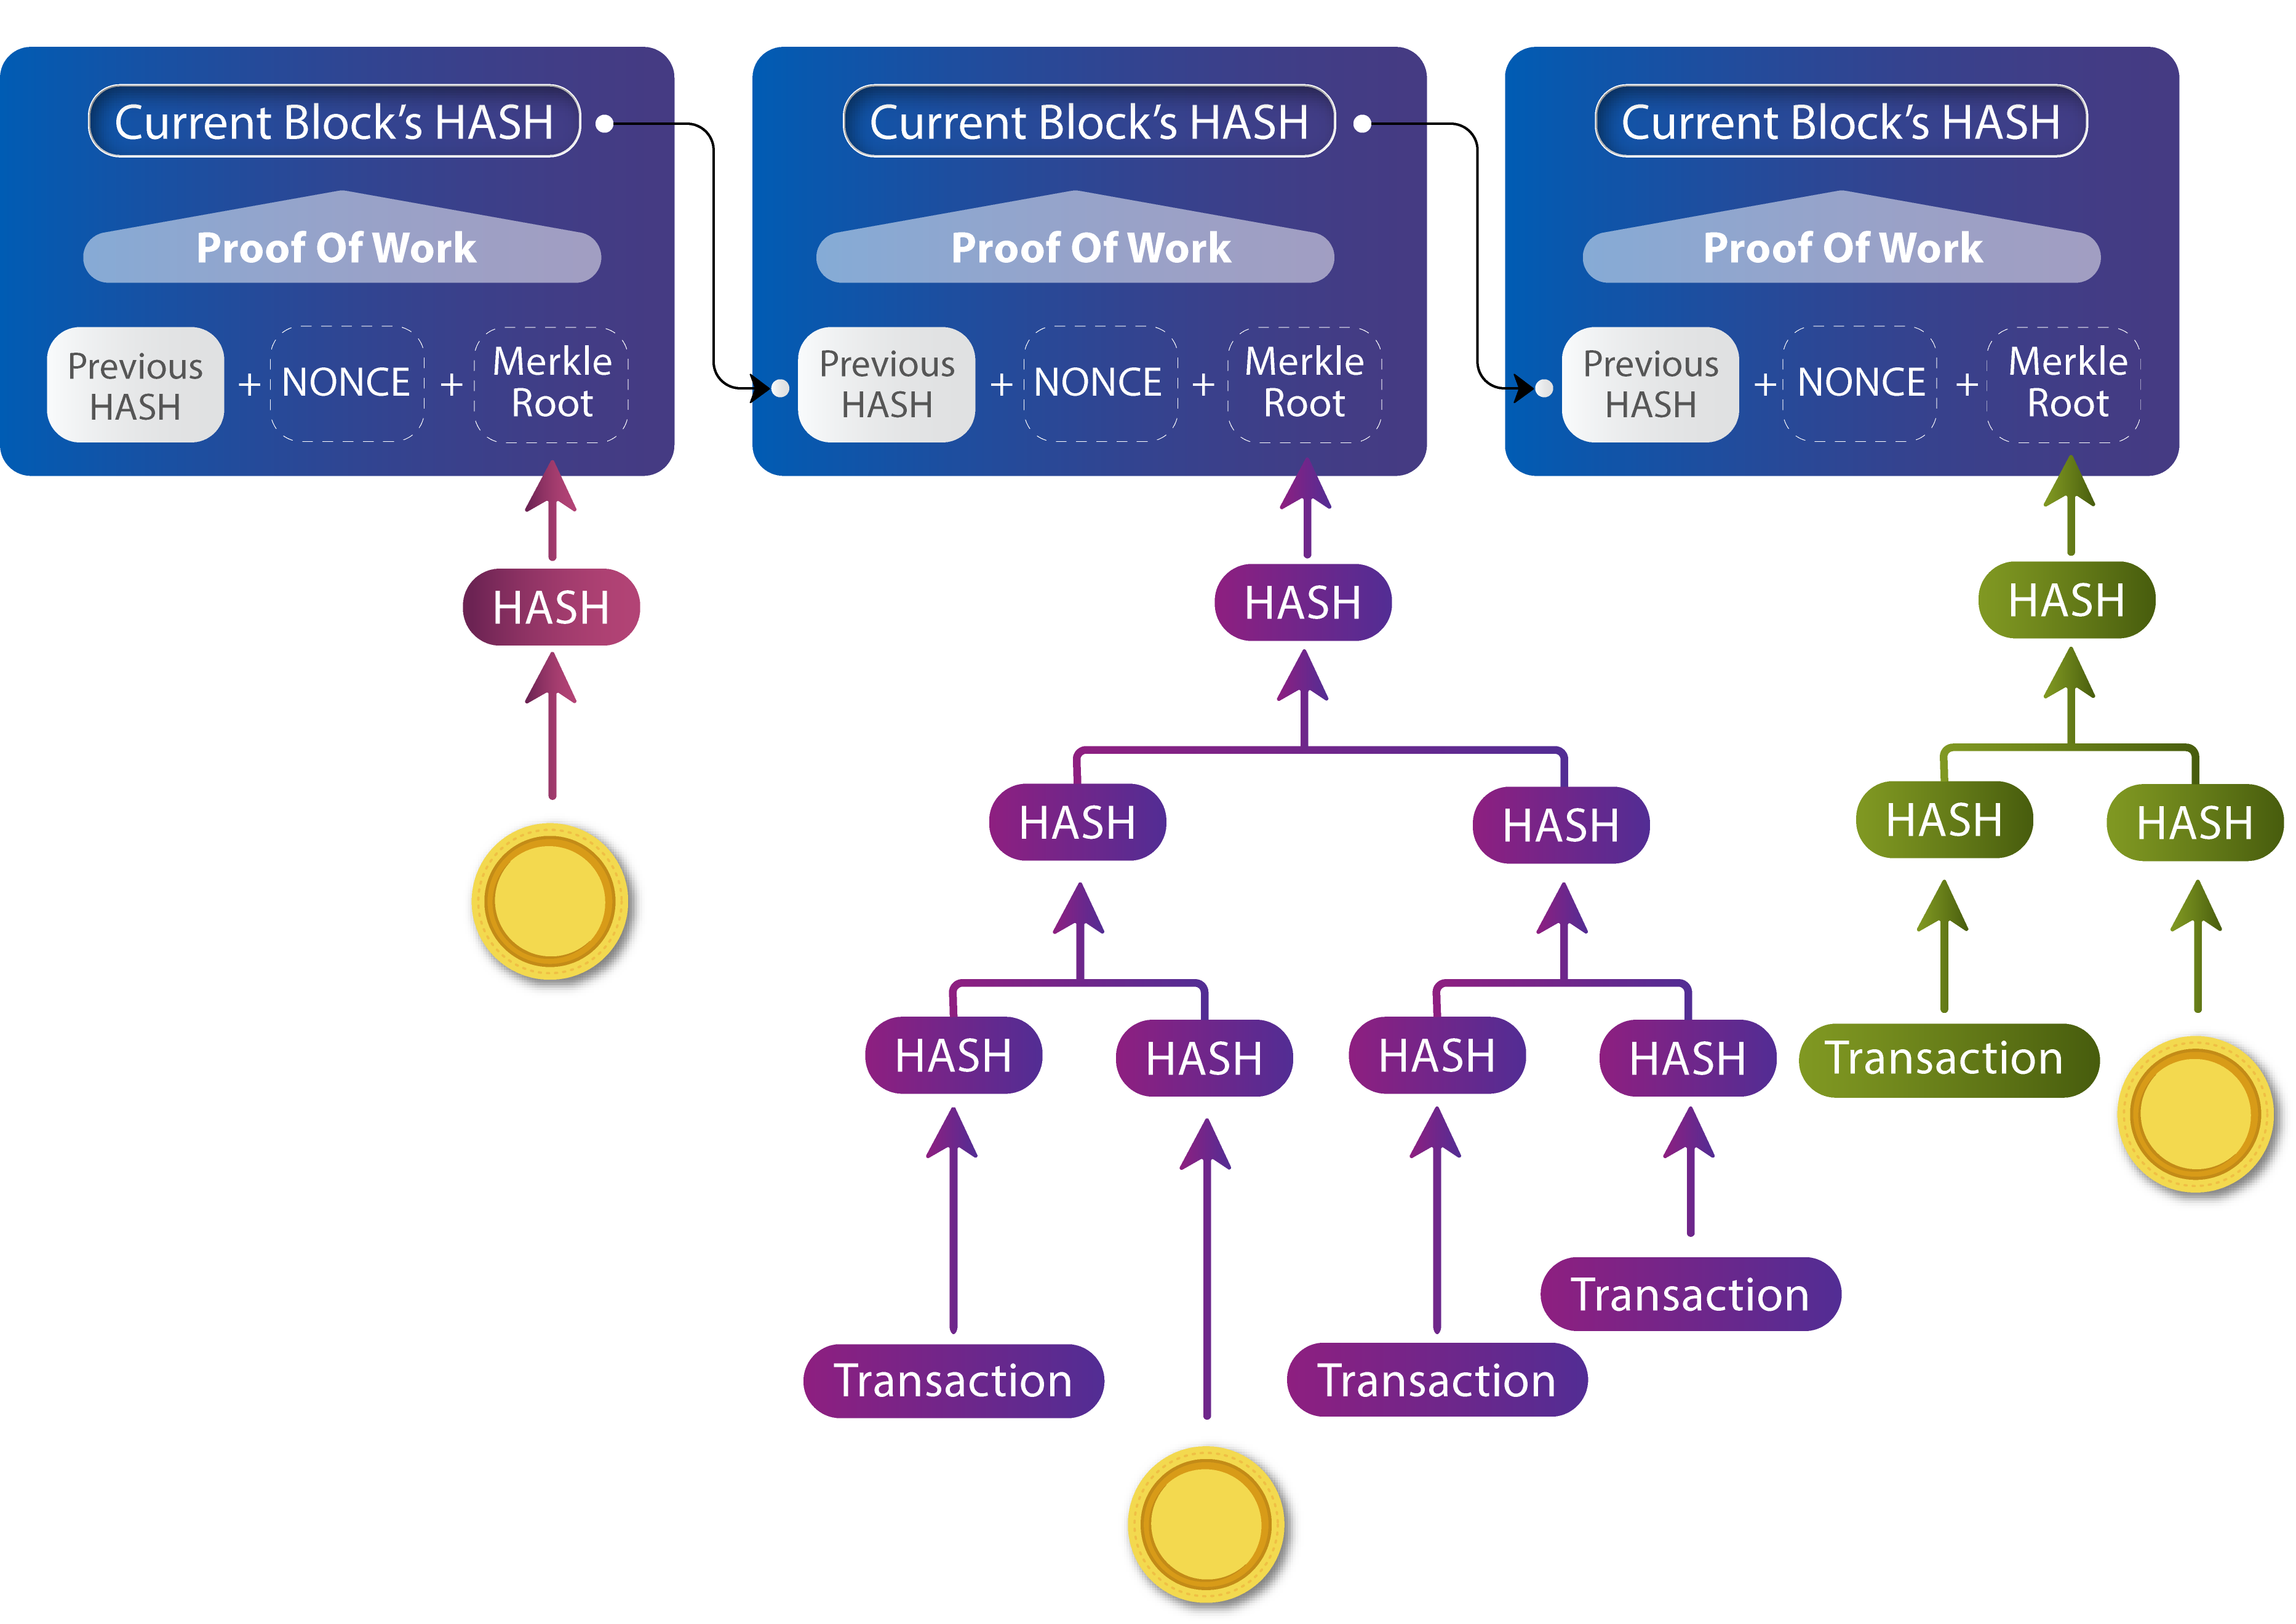 Current Block's HASH
Proof Of Work
Previous
HASH
+ NONCE +
Merkle
Root
HASH
Current Block's HASH
Proof Of Work
Previous
HASH
+ NONCE +
Merkle
Root
HASH
HASH
HASH
HASH
HASH
HASH
HASH
Transaction
Transaction
Transaction
Current Block's HASH
Proof Of Work
Previous
HASH
+ NONCE +
Merkle
Root
HASH
HASH
HASH
Transaction